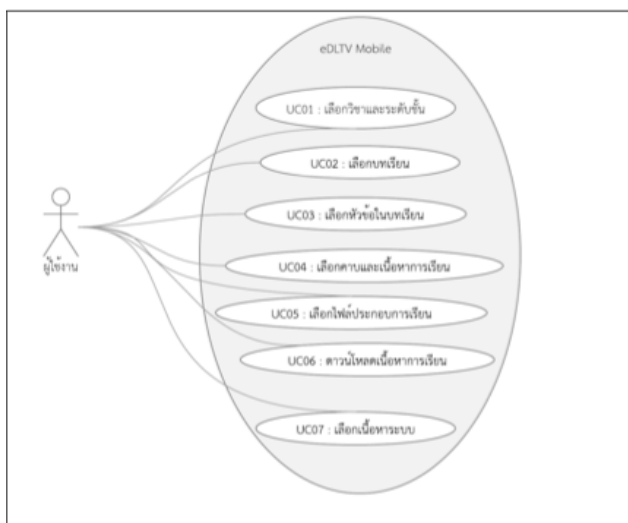 eDLTV Mobile
UC01 : เลือกวิชาและระดับชั้น
UC02 : เลือกบทเรียน
UC03 : เลือกหัวข้อในบทเรียน
ผู้ใช้งาน
UC04 : เลือกคาบและเนื้อหาการเรียน
UC05 : เลือกไฟล์ประกอบการเรียน
UC06 : ดาวน์โหลดเนื้อหาการเรียน
UC07 : เลือกเนื้อหาระบบ